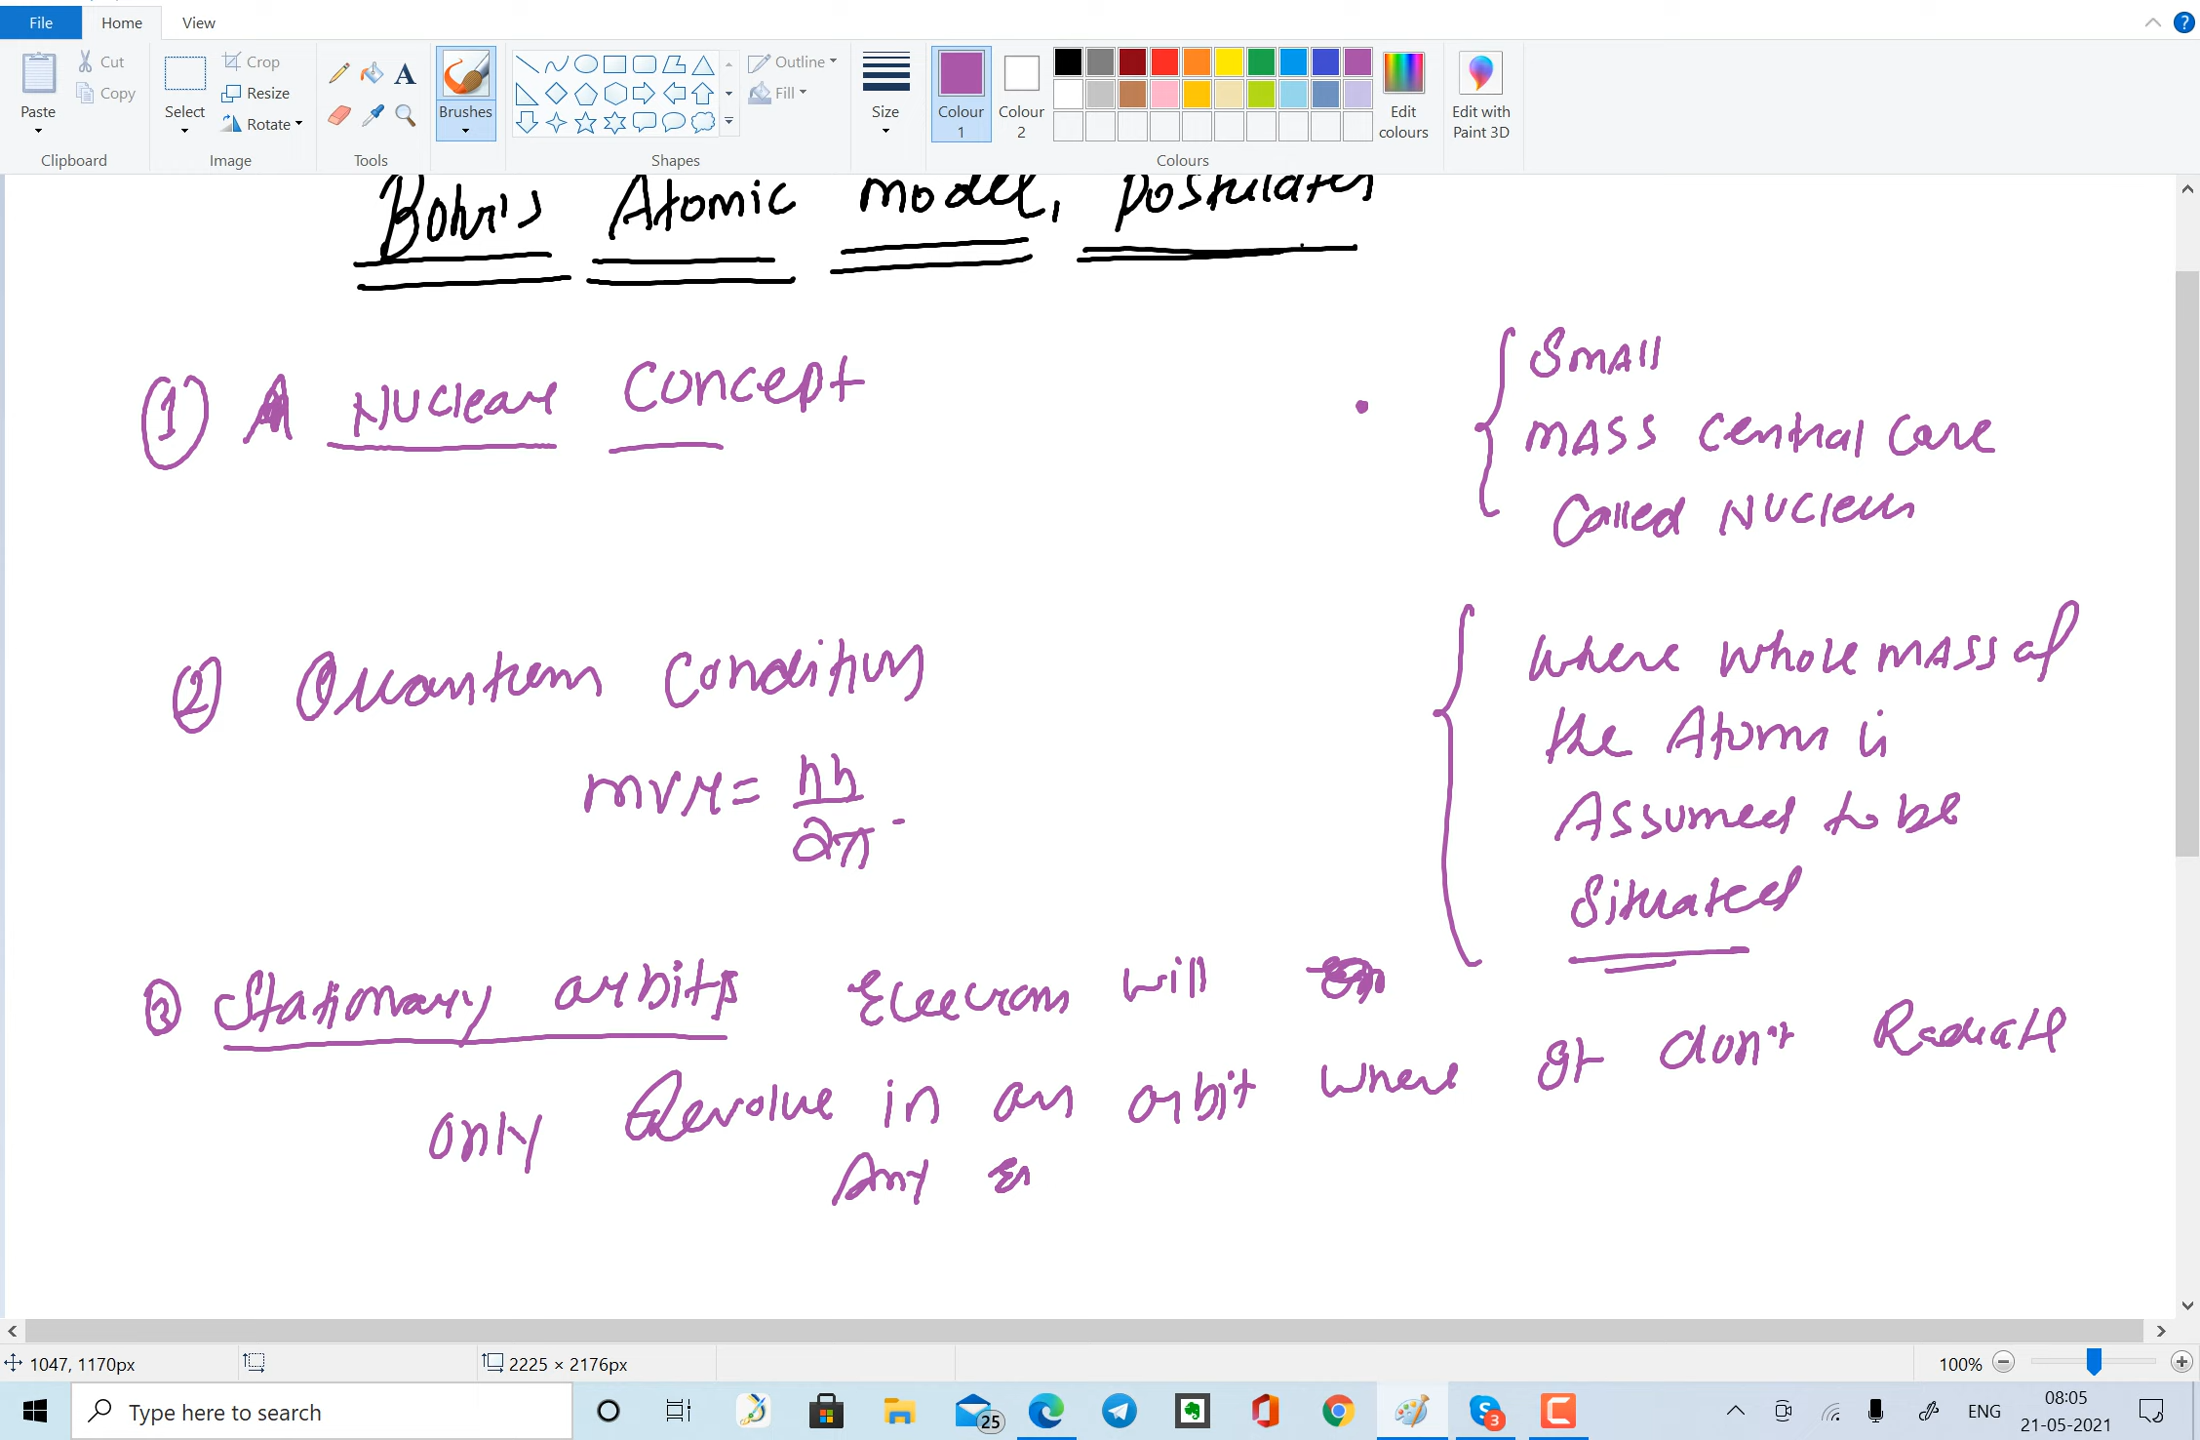 File Home View
Paste Cut Copy Select Crop Resize Rotate Brushes Outline Fill Size Colour 1 Colour 2 Edit colours Edit with Paint 3D
Clipboard Image Tools Shapes Colours
Bohr's Atomic Model, Postulates
① A Nuclear Concept
{ Small
Mass Central Core
Called Nucleus
② Quantum Conditions
mvr = nh/2π
{ Where Whole Mass of
the Atom is
Assumed to be
Situated
③ Stationary orbits Electrons will
only Revolve in an orbit where It don't Radiate
Any En
1047, 1170px 2225 × 2176px 100%
Type here to search 25 3 ENG 08:05
21-05-2021